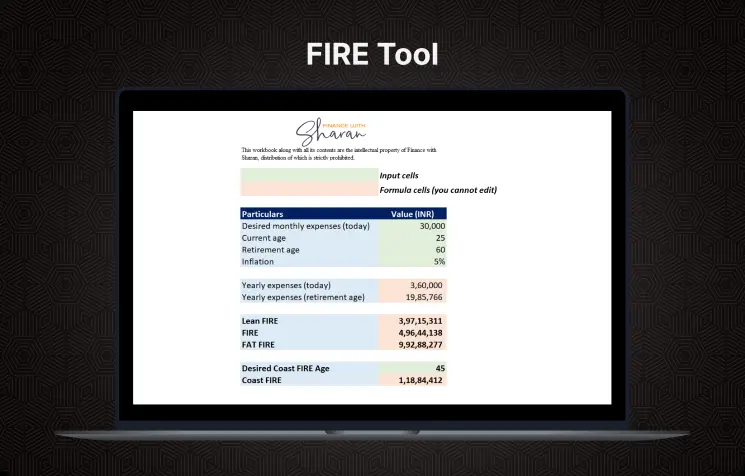 FIRE Tool
FINANCE WITH
Sharan
This workbook along with all its contents are the intellectual property of Finance with
Sharan, distribution of which is strictly prohibited.
Input cells
Formula cells (you cannot edit)
Particulars Value (INR)
Desired monthly expenses (today) 30,000
Current age 25
Retirement age 60
Inflation 5%
Yearly expenses (today) 3,60,000
Yearly expenses (retirement age) 19,85,766
Lean FIRE 3,97,15,311
FIRE 4,96,44,138
FAT FIRE 9,92,88,277
Desired Coast FIRE Age 45
Coast FIRE 1,18,84,412